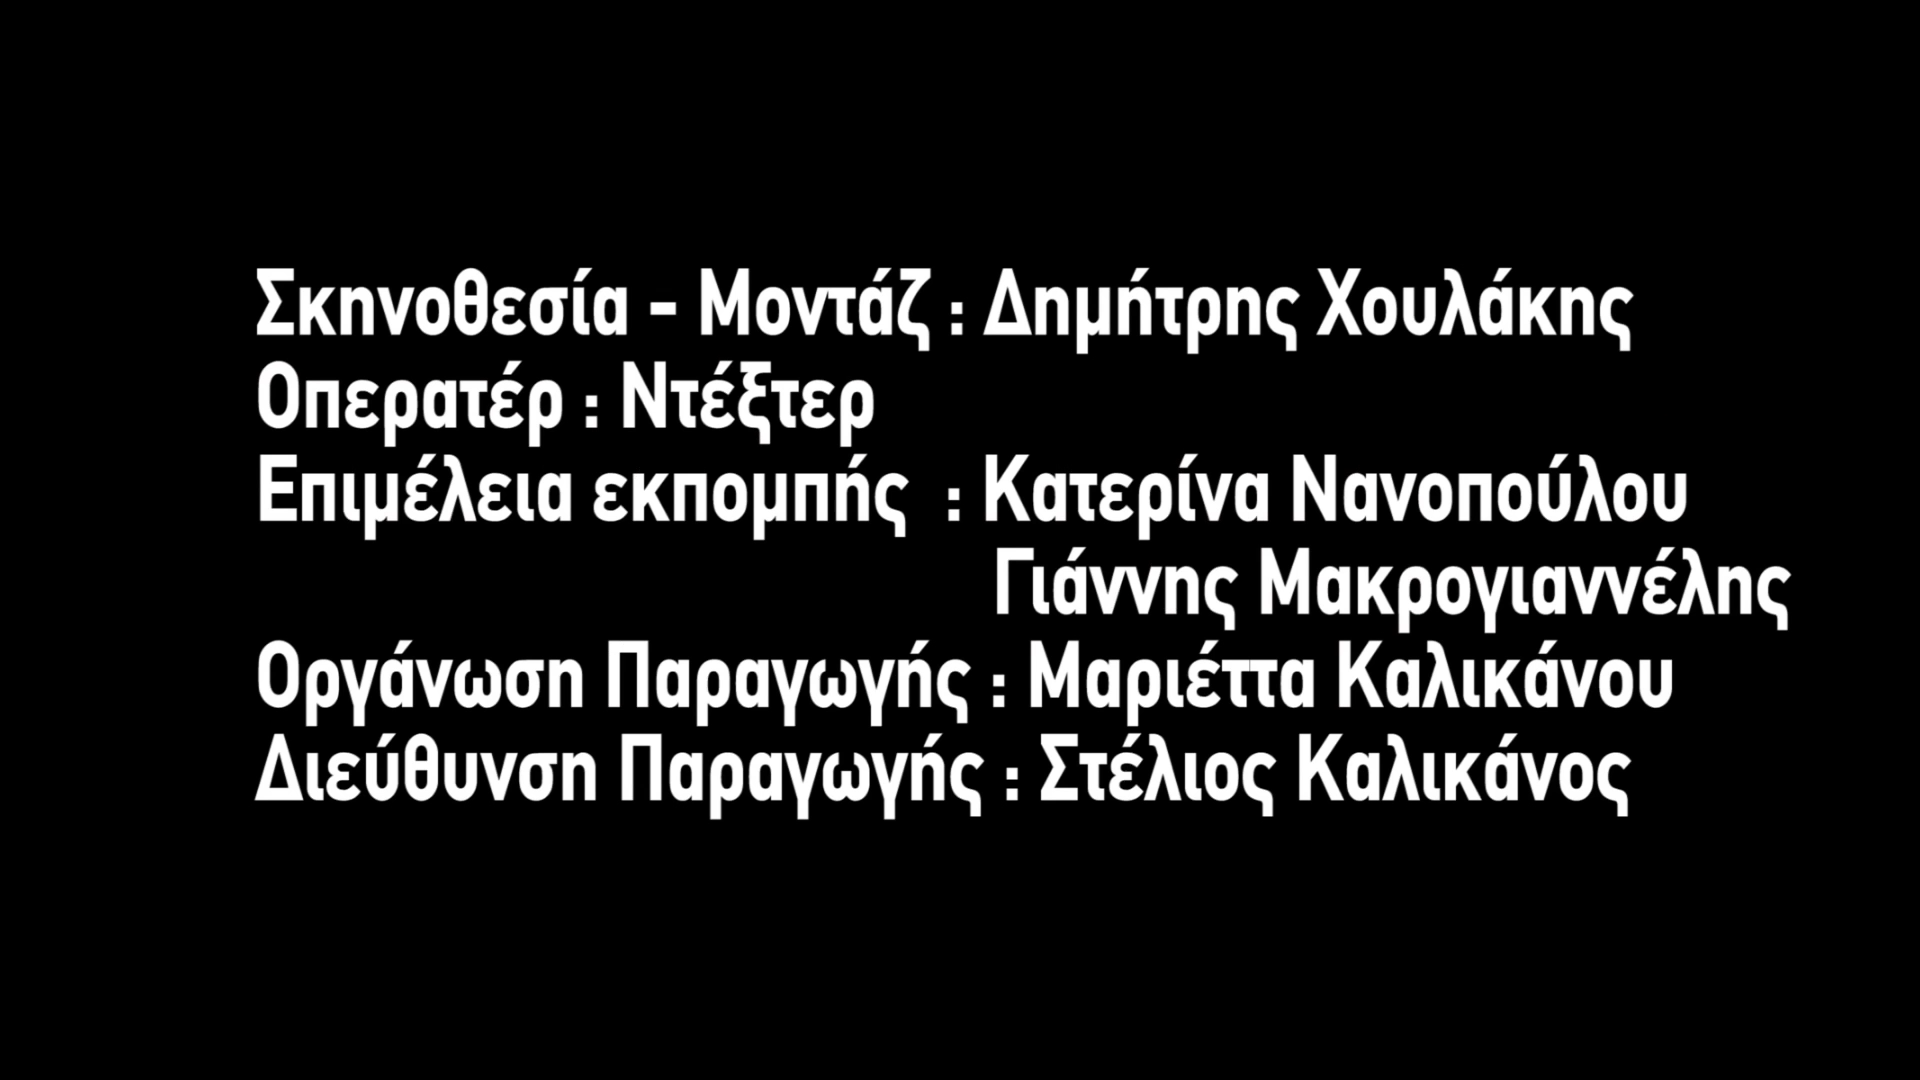 Σκηνοθεσία - Μοντάζ : Δημήτρης Χουλάκης
Οπερατέρ : Ντέξτερ
Επιμέλεια εκπομπής : Κατερίνα Νανοπούλου
Γιάννης Μακρογιαννέλης
Οργάνωση Παραγωγής : Μαριέττα Καλικάνου
Διεύθυνση Παραγωγής : Στέλιος Καλικάνος